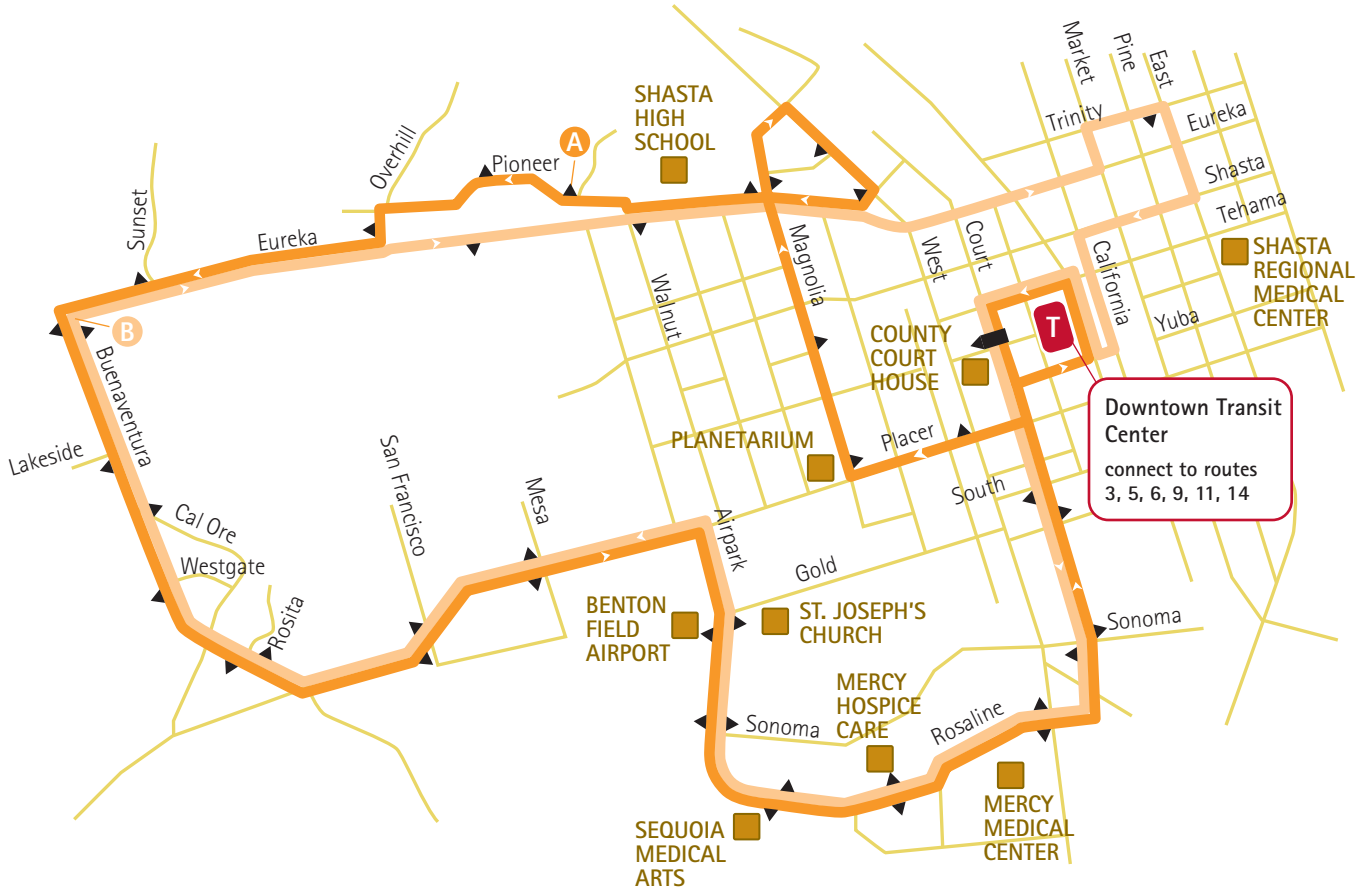 Market
Pine
East
SHASTA
HIGH
SCHOOL
Trinity
Eureka
A
Pioneer
Overhill
Shasta
Tehama
Sunset
Eureka
Magnolia
West
Court
California
SHASTA
REGIONAL
MEDICAL
CENTER
Walnut
Yuba
T
B
COUNTY
COURT
HOUSE
Buenaventura
Downtown Transit
Center
connect to routes
3, 5, 6, 9, 11, 14
Lakeside
PLANETARIUM
Placer
South
San Francisco
Mesa
Airpark
Cal Ore
Westgate
Gold
Rosita
BENTON
FIELD
AIRPORT
ST. JOSEPH'S
CHURCH
Sonoma
MERCY
HOSPICE
CARE
Sonoma
Rosaline
SEQUOIA
MEDICAL
ARTS
MERCY
MEDICAL
CENTER